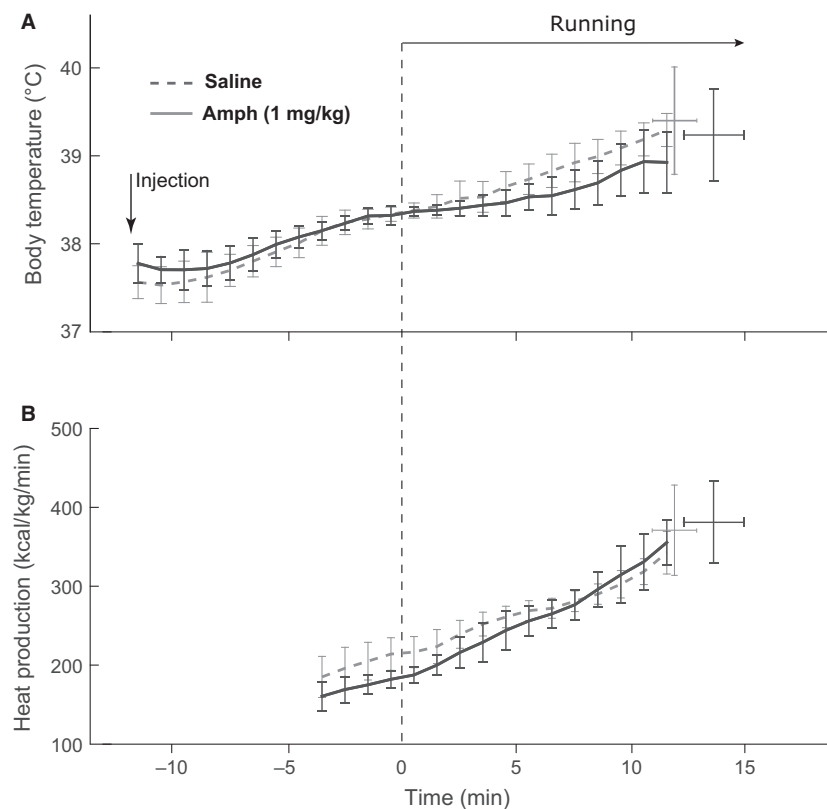 A
Running
Saline
Amph (1 mg/kg)
Injection
Body temperature (°C)
40
39
38
37
B
Heat production (kcal/kg/min)
500
400
300
200
100
–10
–5
0
5
10
15
Time (min)